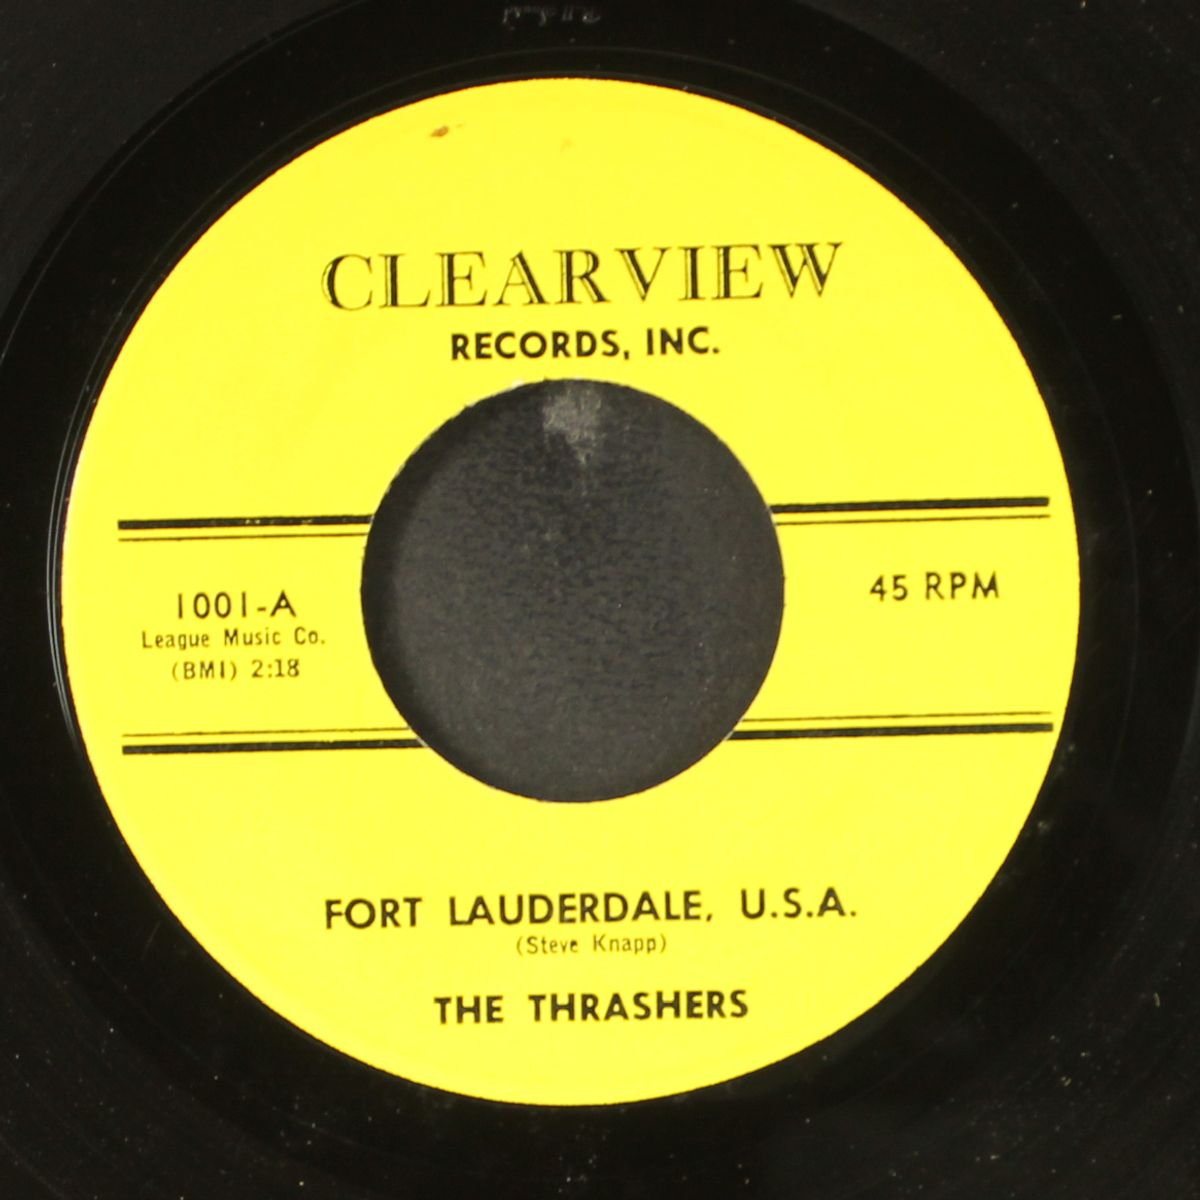 CLEARVIEW
RECORDS, INC.
1001-A
League Music Co.
(BMI) 2:18
45 RPM
FORT LAUDERDALE, U.S.A.
(Steve Knapp)
THE THRASHERS